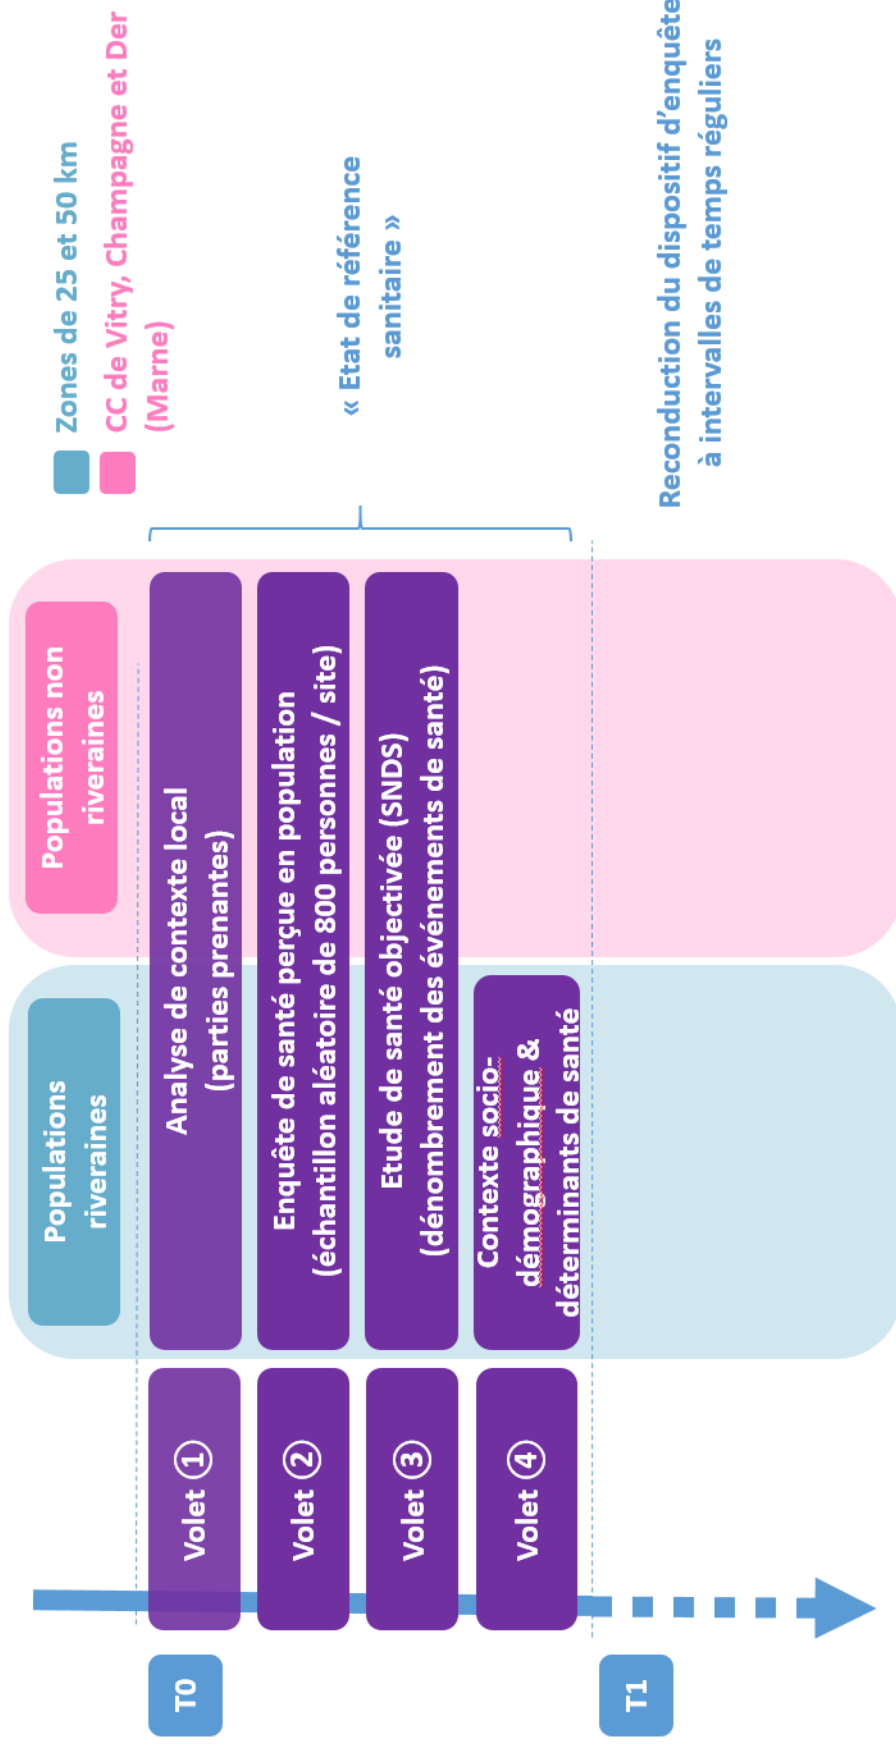 Populations
riveraines
Populations non
riveraines
Zones de 25 et 50 km
CC de Vitry, Champagne et Der
(Marne)
T0
Volet ①
Analyse de contexte local
(parties prenantes)
Volet ②
Enquête de santé perçue en population
(échantillon aléatoire de 800 personnes / site)
Volet ③
Etude de santé objectivée (SNDS)
(dénombrement des événements de santé)
Volet ④
Contexte socio-
démographique &
déterminants de santé
« Etat de référence
sanitaire »
T1
Reconduction du dispositif d’enquête
à intervalles de temps réguliers